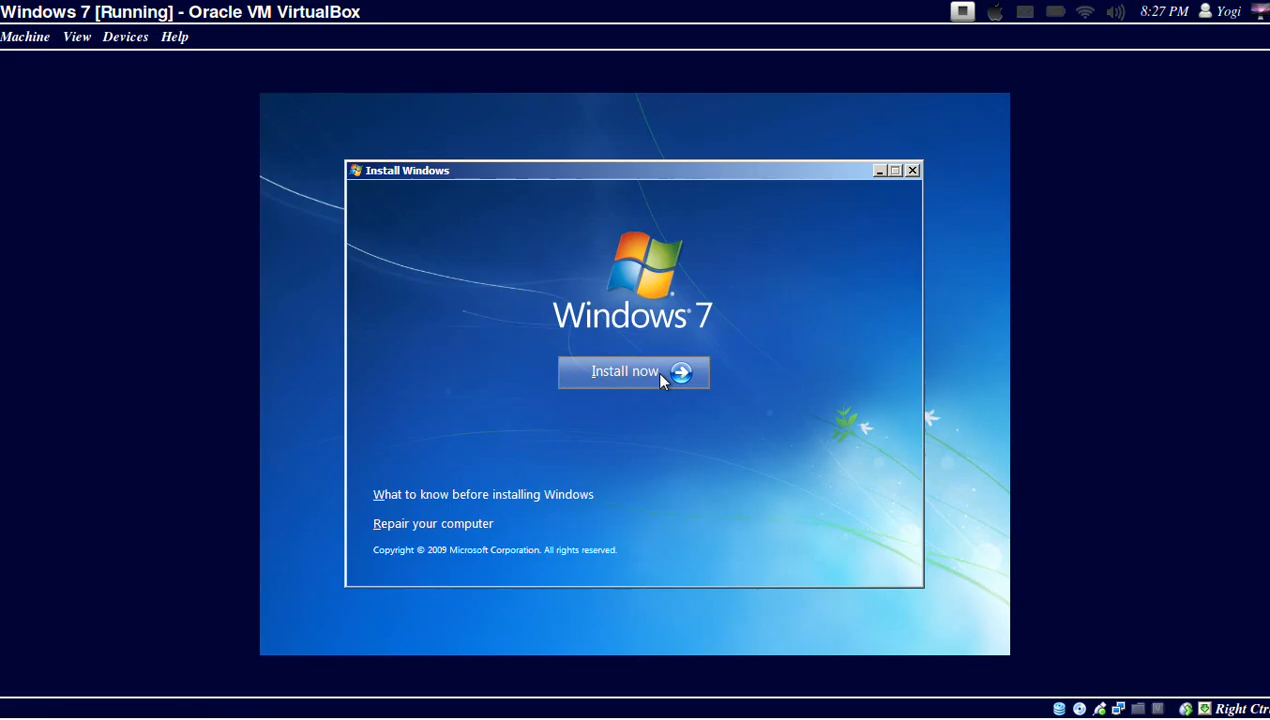 Windows 7 [Running] - Oracle VM VirtualBox
8:27 PM Yogi
Machine View Devices Help
Install Windows
Windows 7
Install now
What to know before installing Windows
Repair your computer
Copyright © 2009 Microsoft Corporation. All rights reserved.
Right Ctr